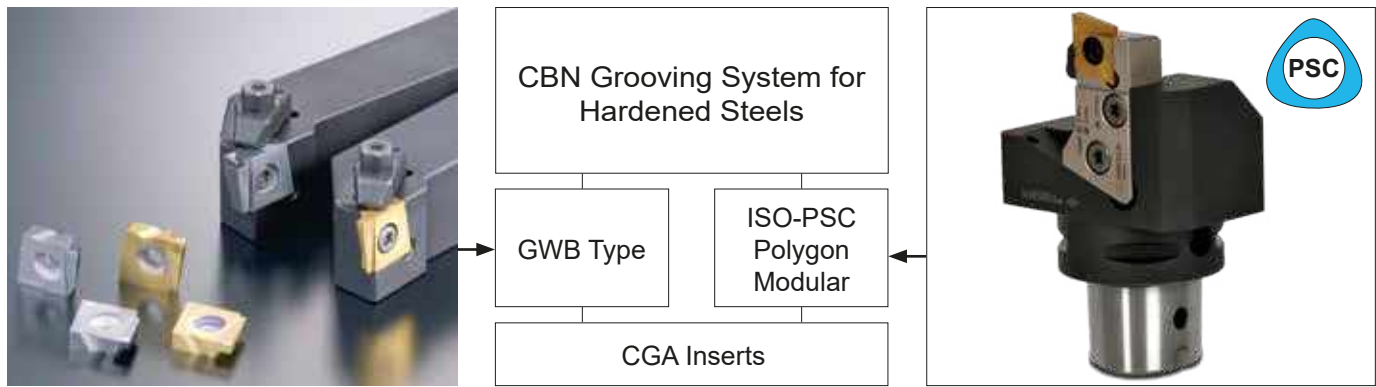 CBN Grooving System for
Hardened Steels
GWB Type
ISO-PSC
Polygon
Modular
CGA Inserts
PSC